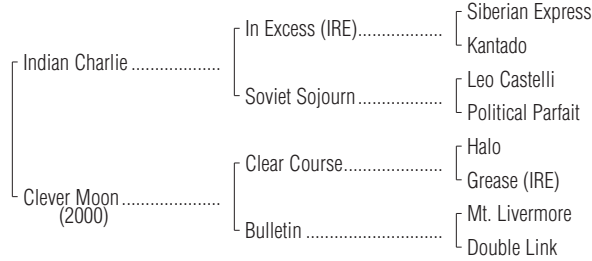 Siberian Express
In Excess (IRE)..................
Kantado
Indian Charlie ...................
Leo Castelli
Soviet Sojourn ..................
Political Parfait
Halo
Clear Course.....................
Grease (IRE)
Clever Moon.....................
(2000)
Mt. Livermore
Bulletin .............................
Double Link